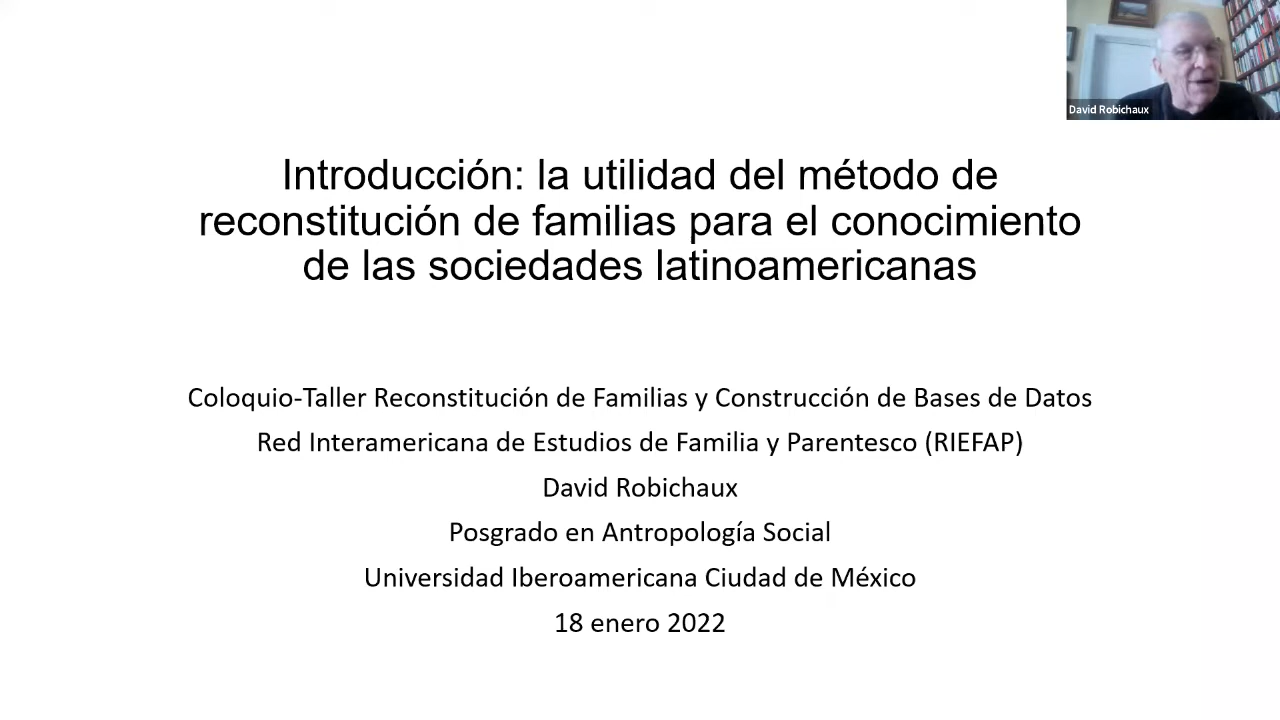 David Robichaux
Introducción: la utilidad del método de
reconstitución de familias para el conocimiento
de las sociedades latinoamericanas
Coloquio-Taller Reconstitución de Familias y Construcción de Bases de Datos
Red Interamericana de Estudios de Familia y Parentesco (RIEFAP)
David Robichaux
Posgrado en Antropología Social
Universidad Iberoamericana Ciudad de México
18 enero 2022